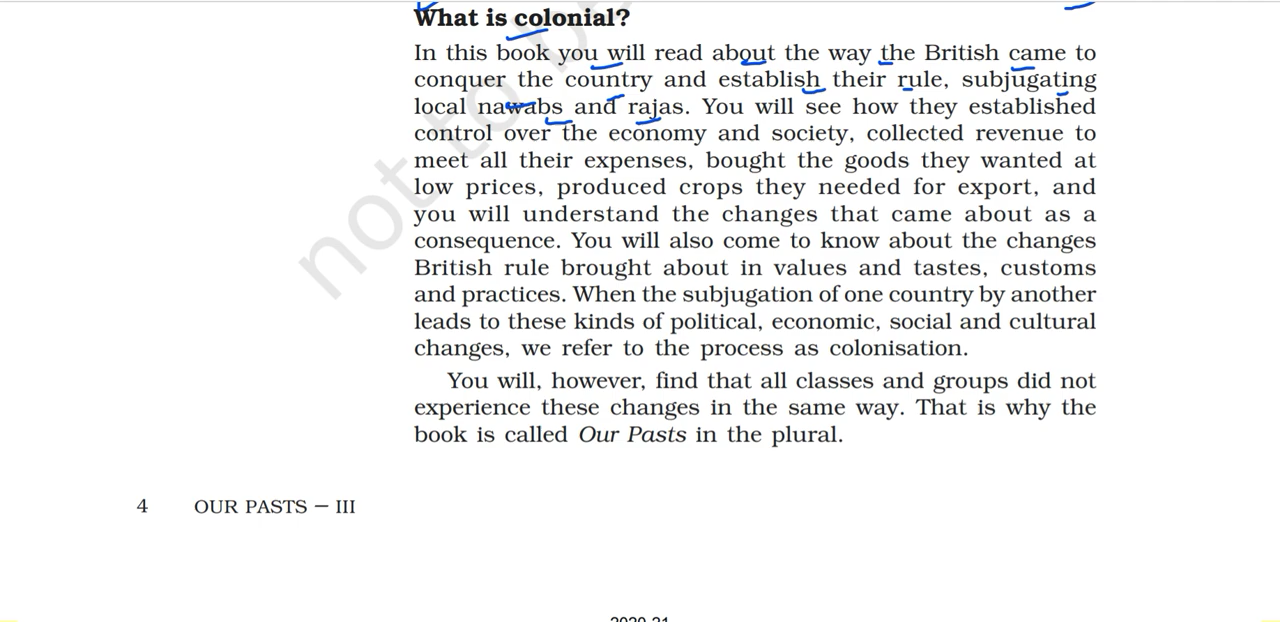 What is colonial?
In this book you will read about the way the British came to
conquer the country and establish their rule, subjugating
local nawabs and rajas. You will see how they established
control over the economy and society, collected revenue to
meet all their expenses, bought the goods they wanted at
low prices, produced crops they needed for export, and
you will understand the changes that came about as a
consequence. You will also come to know about the changes
British rule brought about in values and tastes, customs
and practices. When the subjugation of one country by another
leads to these kinds of political, economic, social and cultural
changes, we refer to the process as colonisation.
You will, however, find that all classes and groups did not
experience these changes in the same way. That is why the
book is called Our Pasts in the plural.
not to b
4 OUR PASTS – III
2020-21